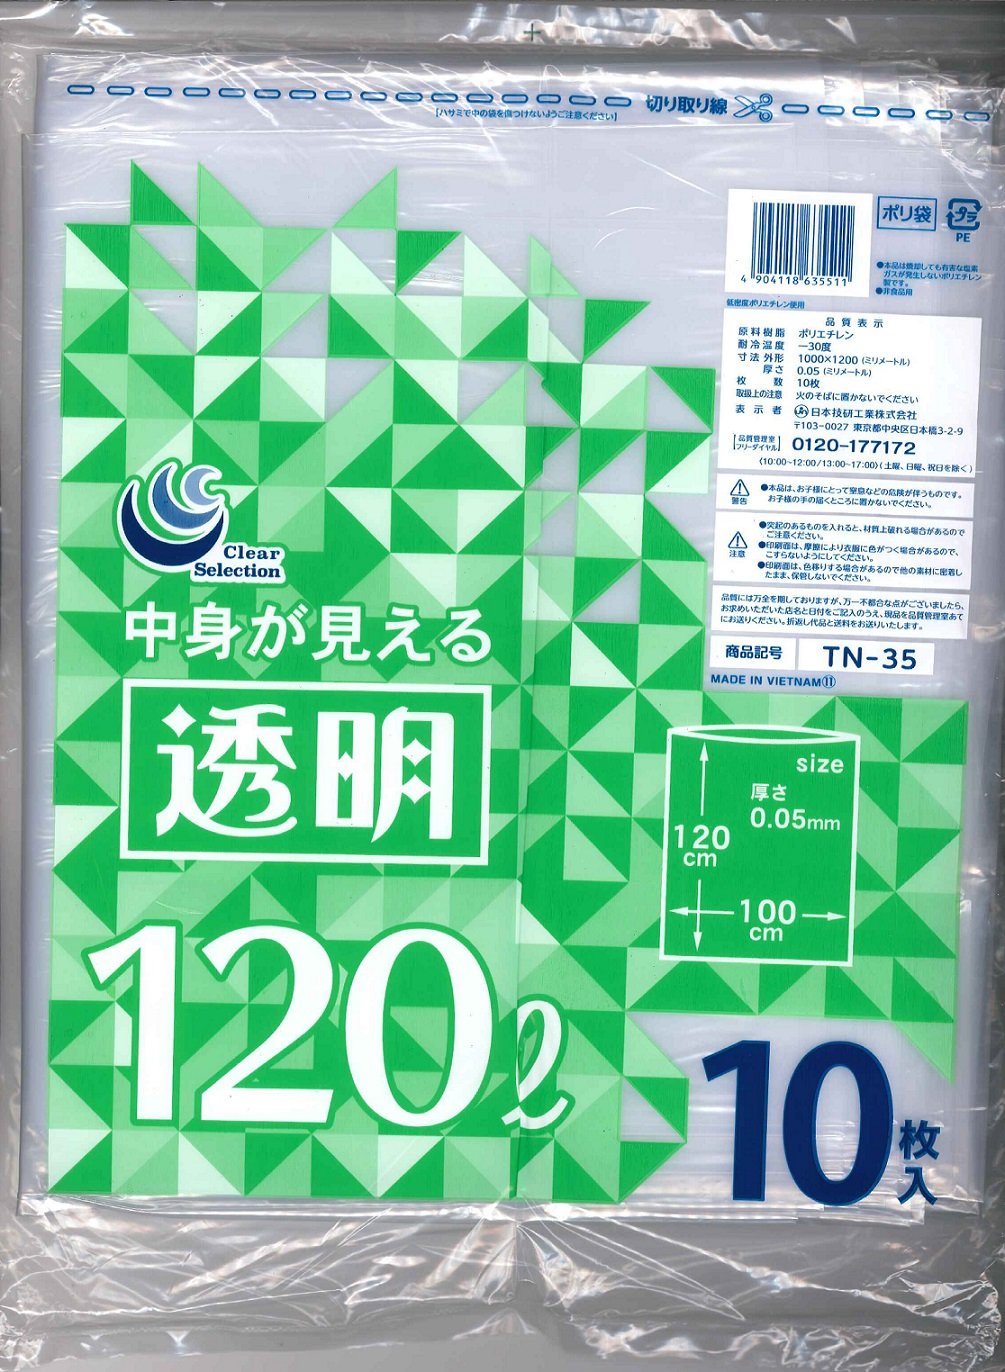 切り取り線
[ハサミで中の袋を傷つけないようご注意ください]
4 904118 635511
ポリ袋
プラ
PE
●本品は焼却しても有害な塩素
ガスが発生しないポリエチレン
製です。
●非食品用
低密度ポリエチレン使用
品質表示
原料樹脂 ポリエチレン
耐冷温度 −30度
寸法外形 1000×1200 (ミリメートル)
厚さ 0.05 (ミリメートル)
枚数 10枚
取扱上の注意 火のそばに置かないでください
表示者 日本技研工業株式会社
〒103-0027 東京都中央区日本橋3-2-9
[品質管理室 フリーダイヤル] 0120-177172
(10:00~12:00/13:00~17:00)(土曜、日曜、祝日を除く)
警告
●本品は、お子様にとって窒息などの危険が伴うものです。
お子様の手の届くところに置かないでください。
注意
●突起のあるものを入れると、材質上破れる場合があるので
ご注意ください。
●印刷面は、摩擦により衣服に色がつく場合があるので、
こすらないようにしてください。
●印刷面は、色移りする場合があるので他の素材に密着し
たまま、保管しないでください。
品質には万全を期しておりますが、万一不都合な点がございましたら、
お求めいただいた店名と日付をご記入のうえ、現品を品質管理室あて
にお送りください。折返し代品と送料をお送りいたします。
商品記号 TN-35
MADE IN VIETNAM⑪
Clear
Selection
中身が見える
透明
120ℓ
size
厚さ
0.05mm
120
cm
100
cm
10枚入